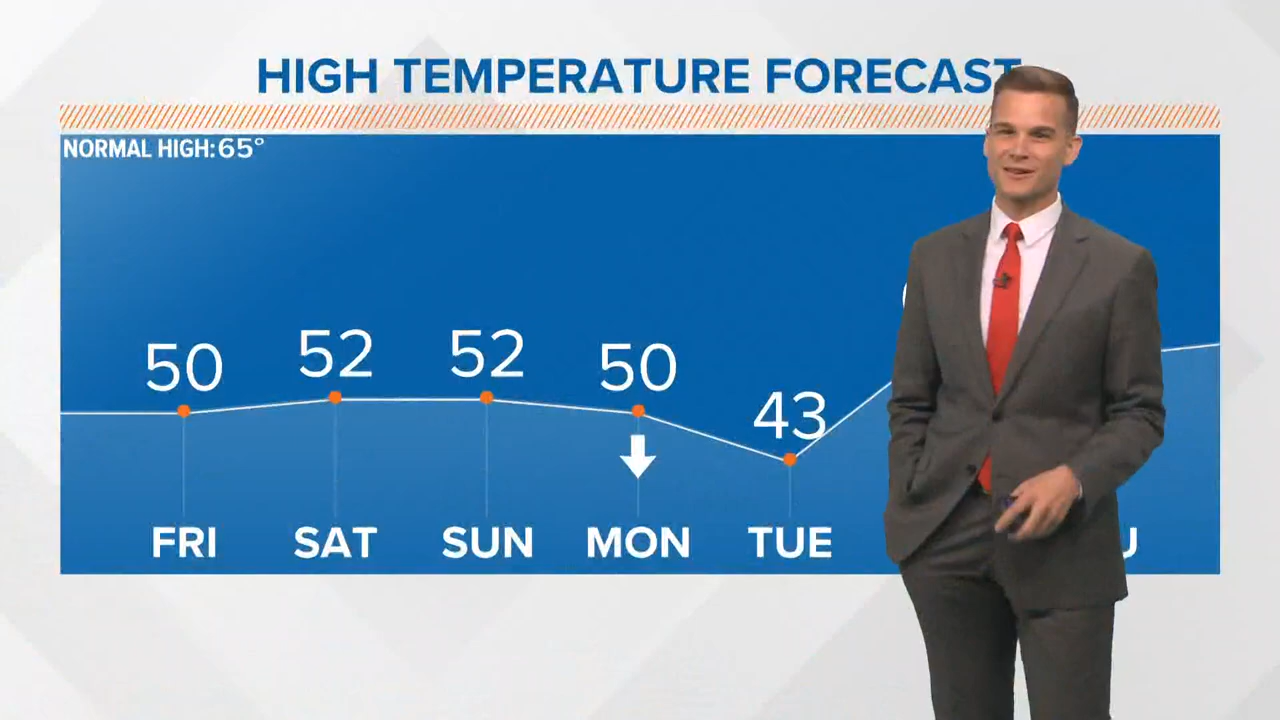 HIGH TEMPERATURE FORECAST
NORMAL HIGH:65°
50 52 52 50 43
FRI SAT SUN MON TUE